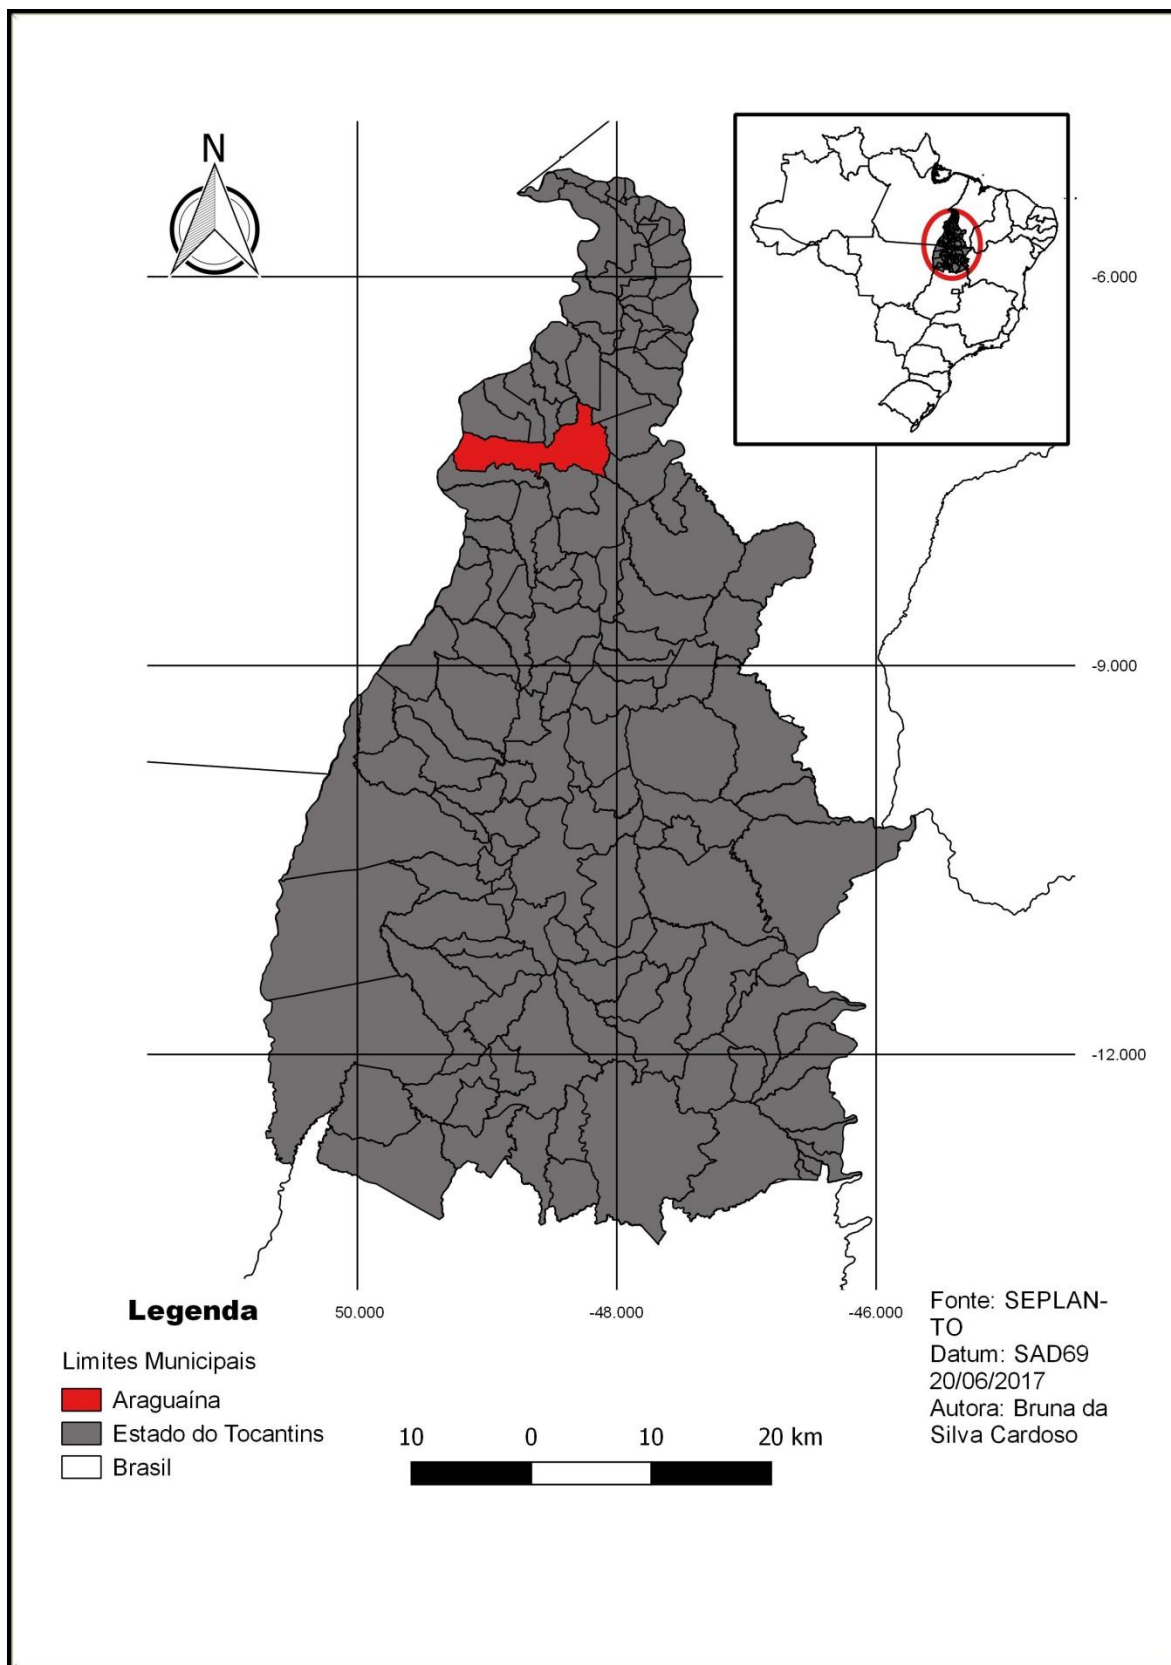 N
-6.000
-9.000
-12.000
50.000
-48.000
-46.000
Legenda
Limites Municipais
Araguaína
Estado do Tocantins
Brasil
10 0 10 20 km
Fonte: SEPLAN-
TO
Datum: SAD69
20/06/2017
Autora: Bruna da
Silva Cardoso